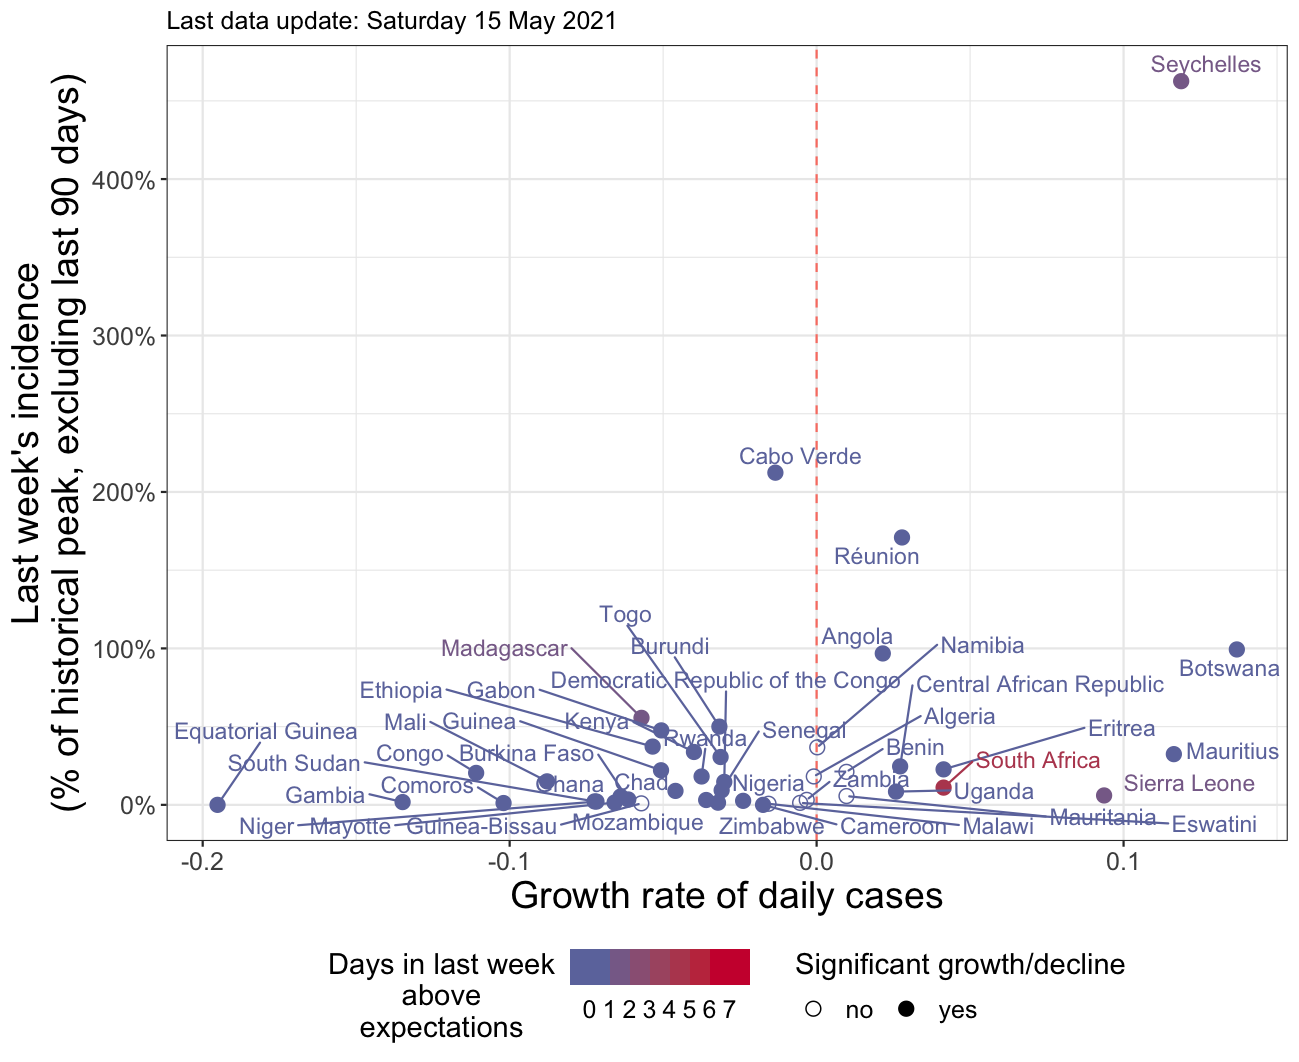 Last data update: Saturday 15 May 2021
Last week's incidence
(% of historical peak, excluding last 90 days)
400%
300%
200%
100%
0%
Seychelles
Cabo Verde
Réunion
Togo
Angola
Madagascar
Burundi
Namibia
Botswana
Democratic Republic of the Congo
Central African Republic
Ethiopia
Gabon
Mali
Guinea
Kenya
Algeria
Equatorial Guinea
Rwanda
Senegal
Eritrea
Congo
Burkina Faso
Benin
Mauritius
South Sudan
South Africa
Comoros
Ghana
Chad
Nigeria
Zambia
Sierra Leone
Gambia
Uganda
Niger
Mayotte
Guinea-Bissau
Mozambique
Zimbabwe
Cameroon
Malawi
Mauritania
Eswatini
-0.2
-0.1
0.0
0.1
Growth rate of daily cases
Days in last week
above
expectations
0 1 2 3 4 5 6 7
Significant growth/decline
no
yes